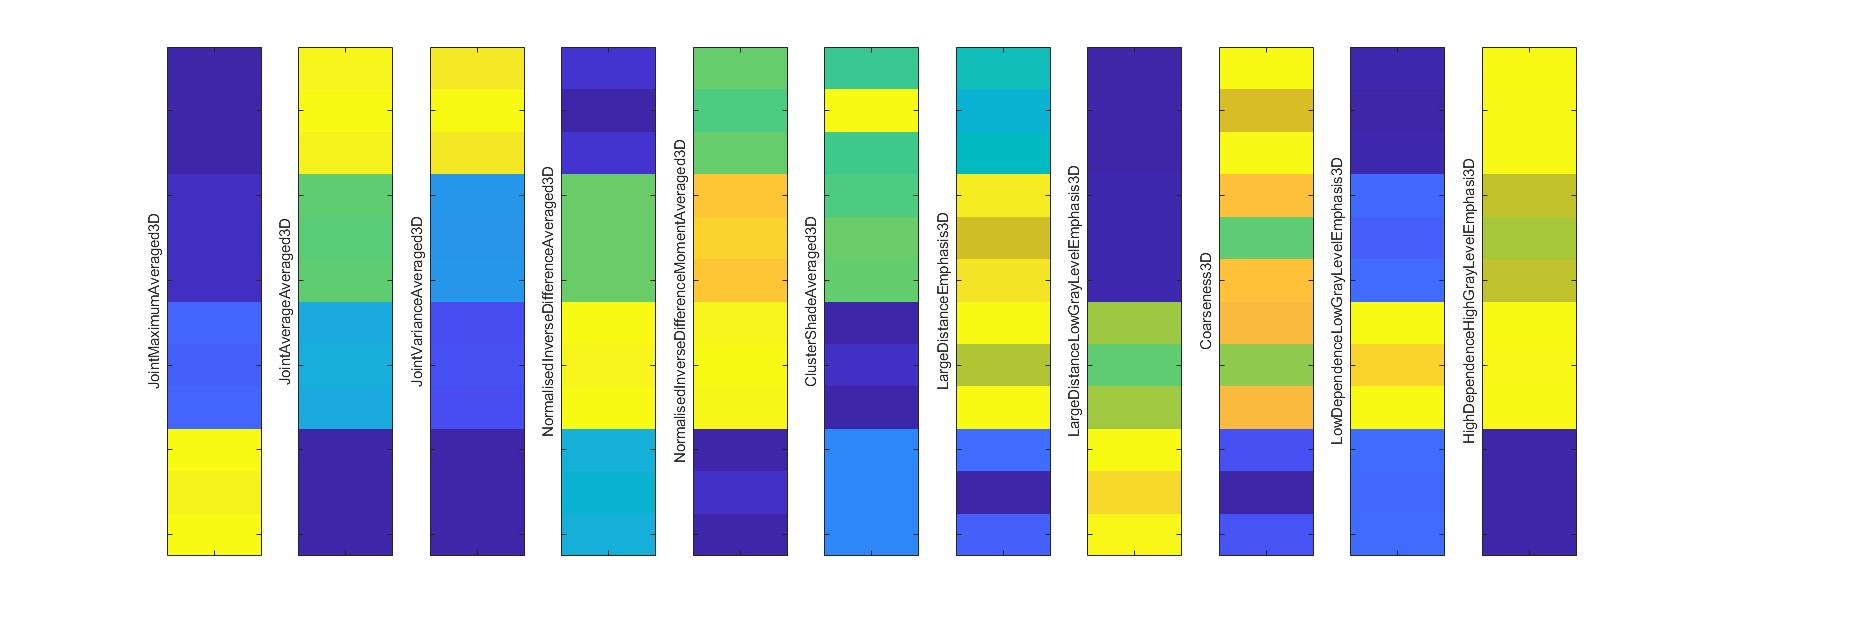 JointMaximumAveraged3D
JointAverageAveraged3D
JointVarianceAveraged3D
NormalisedInverseDifferenceAveraged3D
NormalisedInverseDifferenceMomentAveraged3D
ClusterShadeAveraged3D
LargeDistanceEmphasis3D
LargeDistanceLowGrayLevelEmphasis3D
Coarseness3D
LowDependenceLowGrayLevelEmphasis3D
HighDependenceHighGrayLevelEmphasi3D